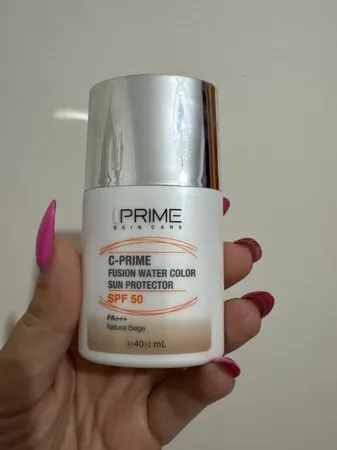 PRIME
SKIN CARE
C-PRIME
FUSION WATER COLOR
SUN PROTECTOR
SPF 50
PA+++
Natural Beige
℮40±2 mL